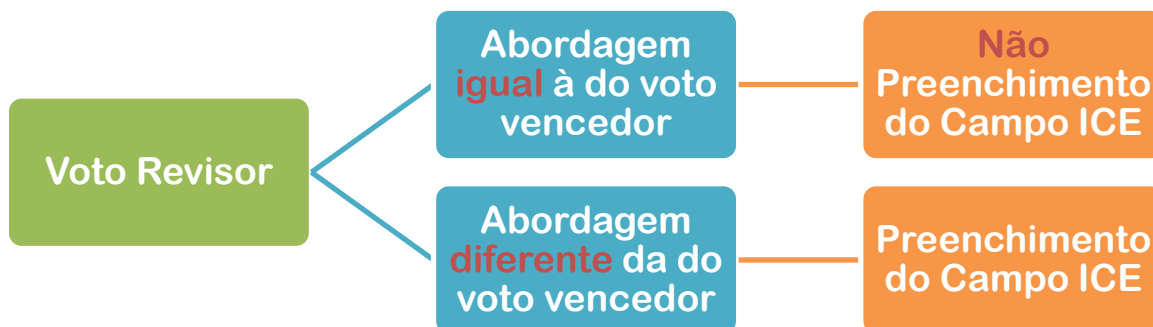 Voto Revisor
Abordagem
igual à do voto
vencedor
Não
Preenchimento
do Campo ICE
Abordagem
diferente da do
voto vencedor
Preenchimento
do Campo ICE